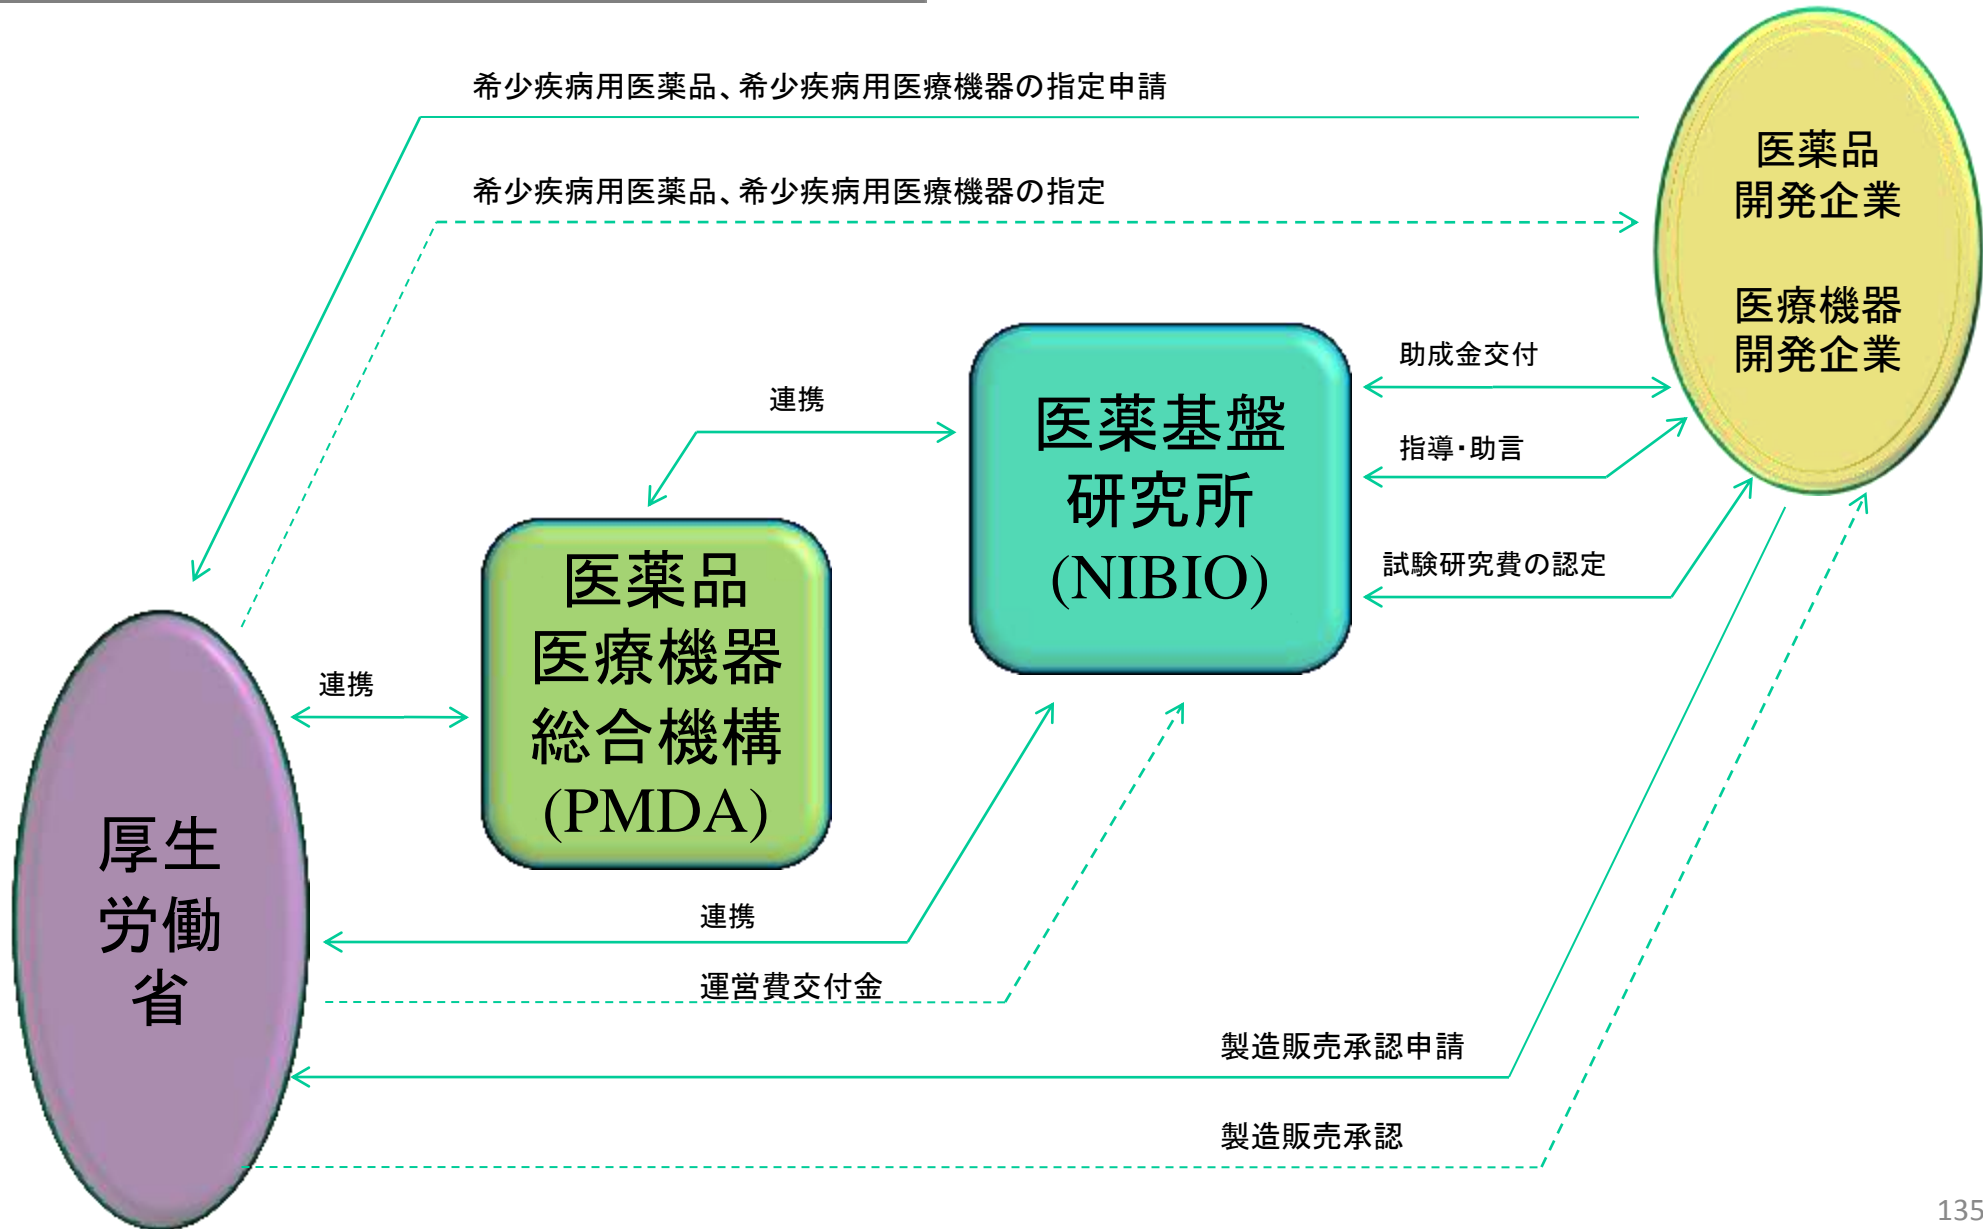 希少疾病用医薬品、希少疾病用医療機器の指定申請
希少疾病用医薬品、希少疾病用医療機器の指定
医薬品
開発企業
医療機器
開発企業
助成金交付
連携
医薬基盤
研究所
(NIBIO)
指導・助言
試験研究費の認定
医薬品
医療機器
総合機構
(PMDA)
連携
厚生
労働
省
連携
運営費交付金
製造販売承認申請
製造販売承認
135